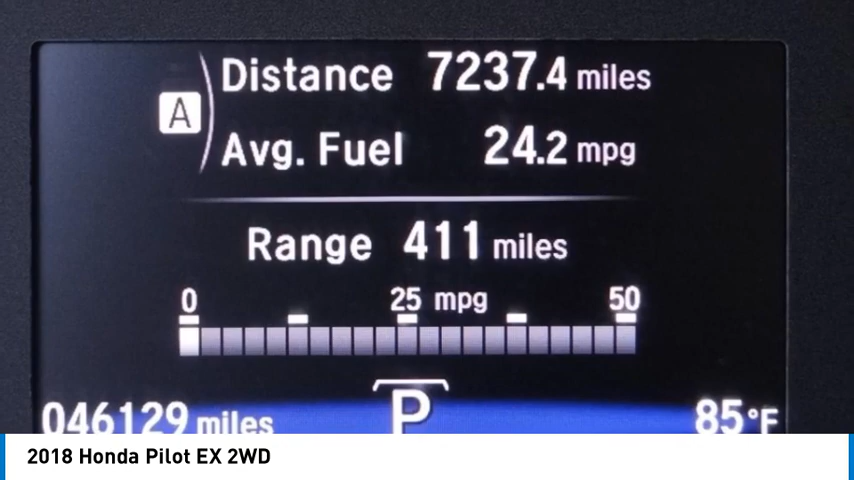 Distance 7237.4 miles
A
Avg. Fuel 24.2 mpg
Range 411 miles
0 25 mpg 50
046129 miles P 85°F
2018 Honda Pilot EX 2WD